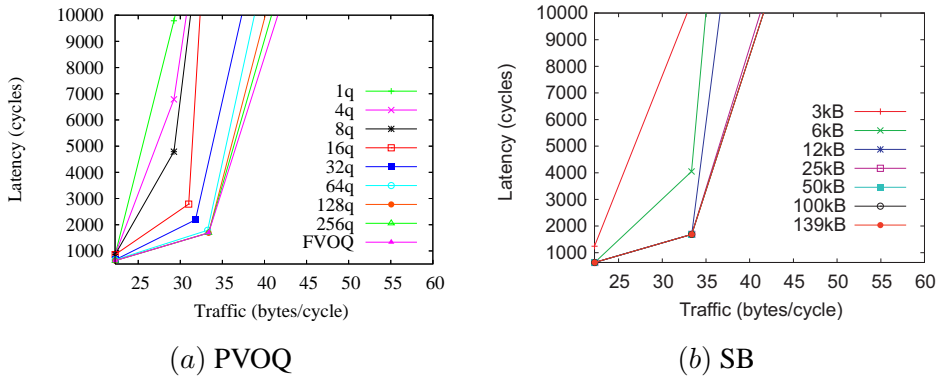 10000
9000
8000
7000
6000
5000
4000
3000
2000
1000
Latency (cycles)
1q
4q
8q
16q
32q
64q
128q
256q
FVOQ
25 30 35 40 45 50 55 60
Traffic (bytes/cycle)
(a) PVOQ
10000
9000
8000
7000
6000
5000
4000
3000
2000
1000
Latency (cycles)
3kB
6kB
12kB
25kB
50kB
100kB
139kB
25 30 35 40 45 50 55 60
Traffic (bytes/cycle)
(b) SB